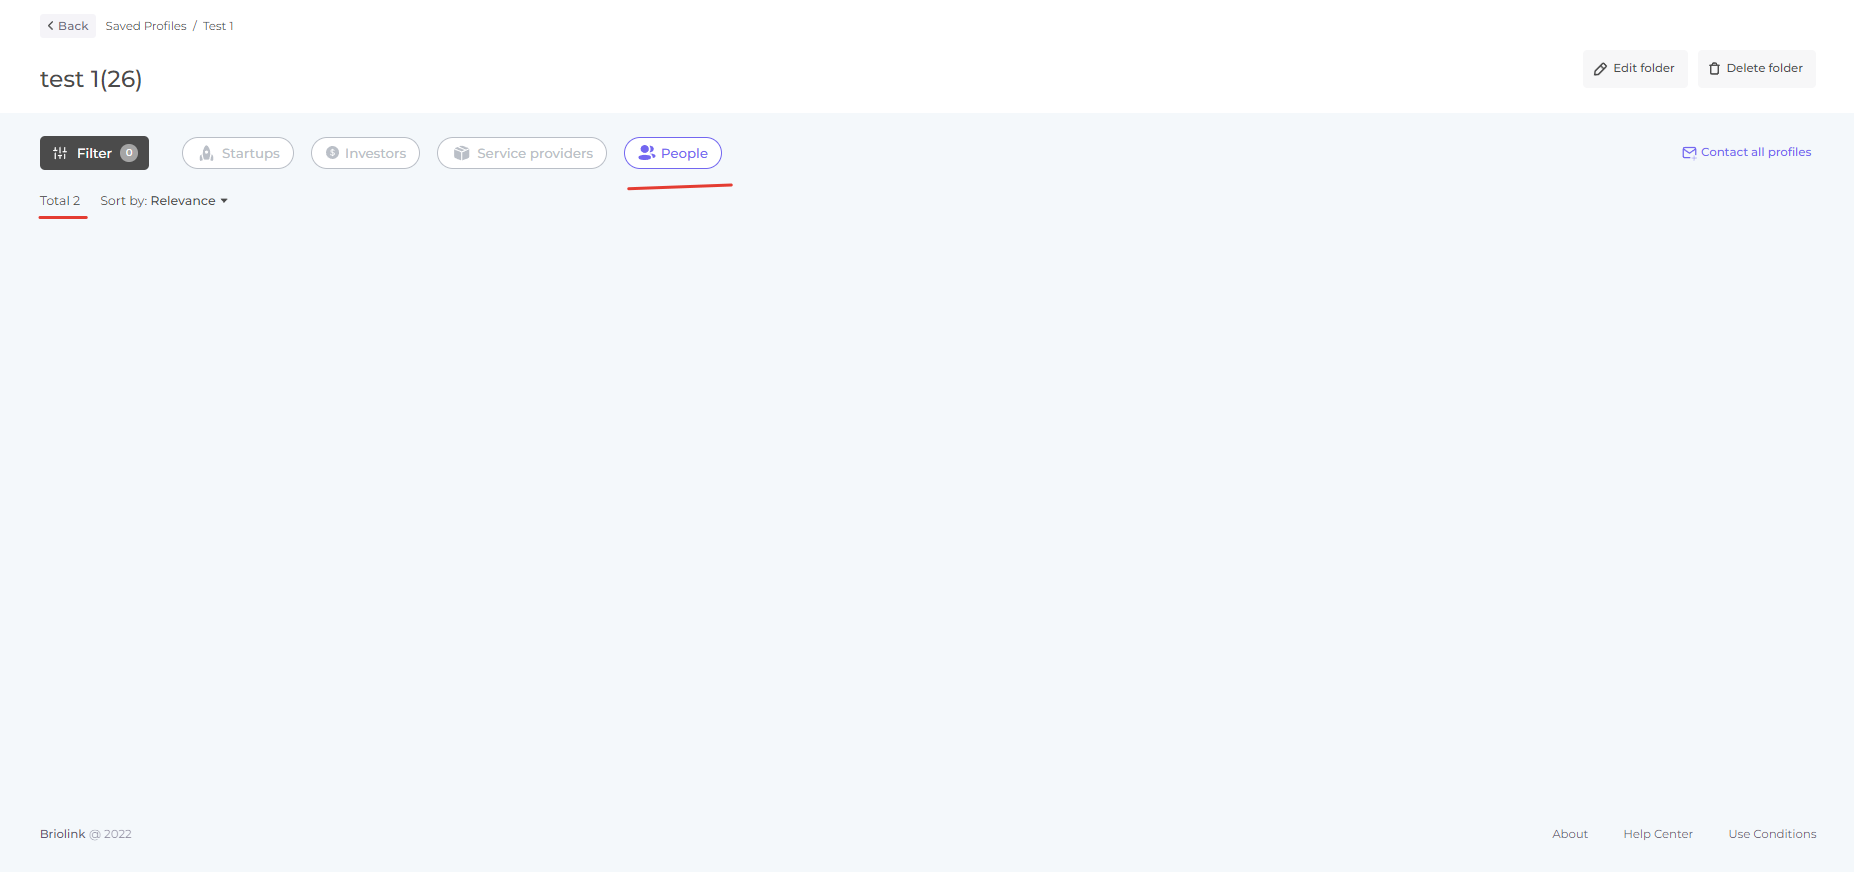 Back Saved Profiles / Test 1
test 1(26)
Edit folder Delete folder
Filter 0 Startups Investors Service providers People Contact all profiles
Total 2 Sort by: Relevance
Briolink @ 2022 About Help Center Use Conditions